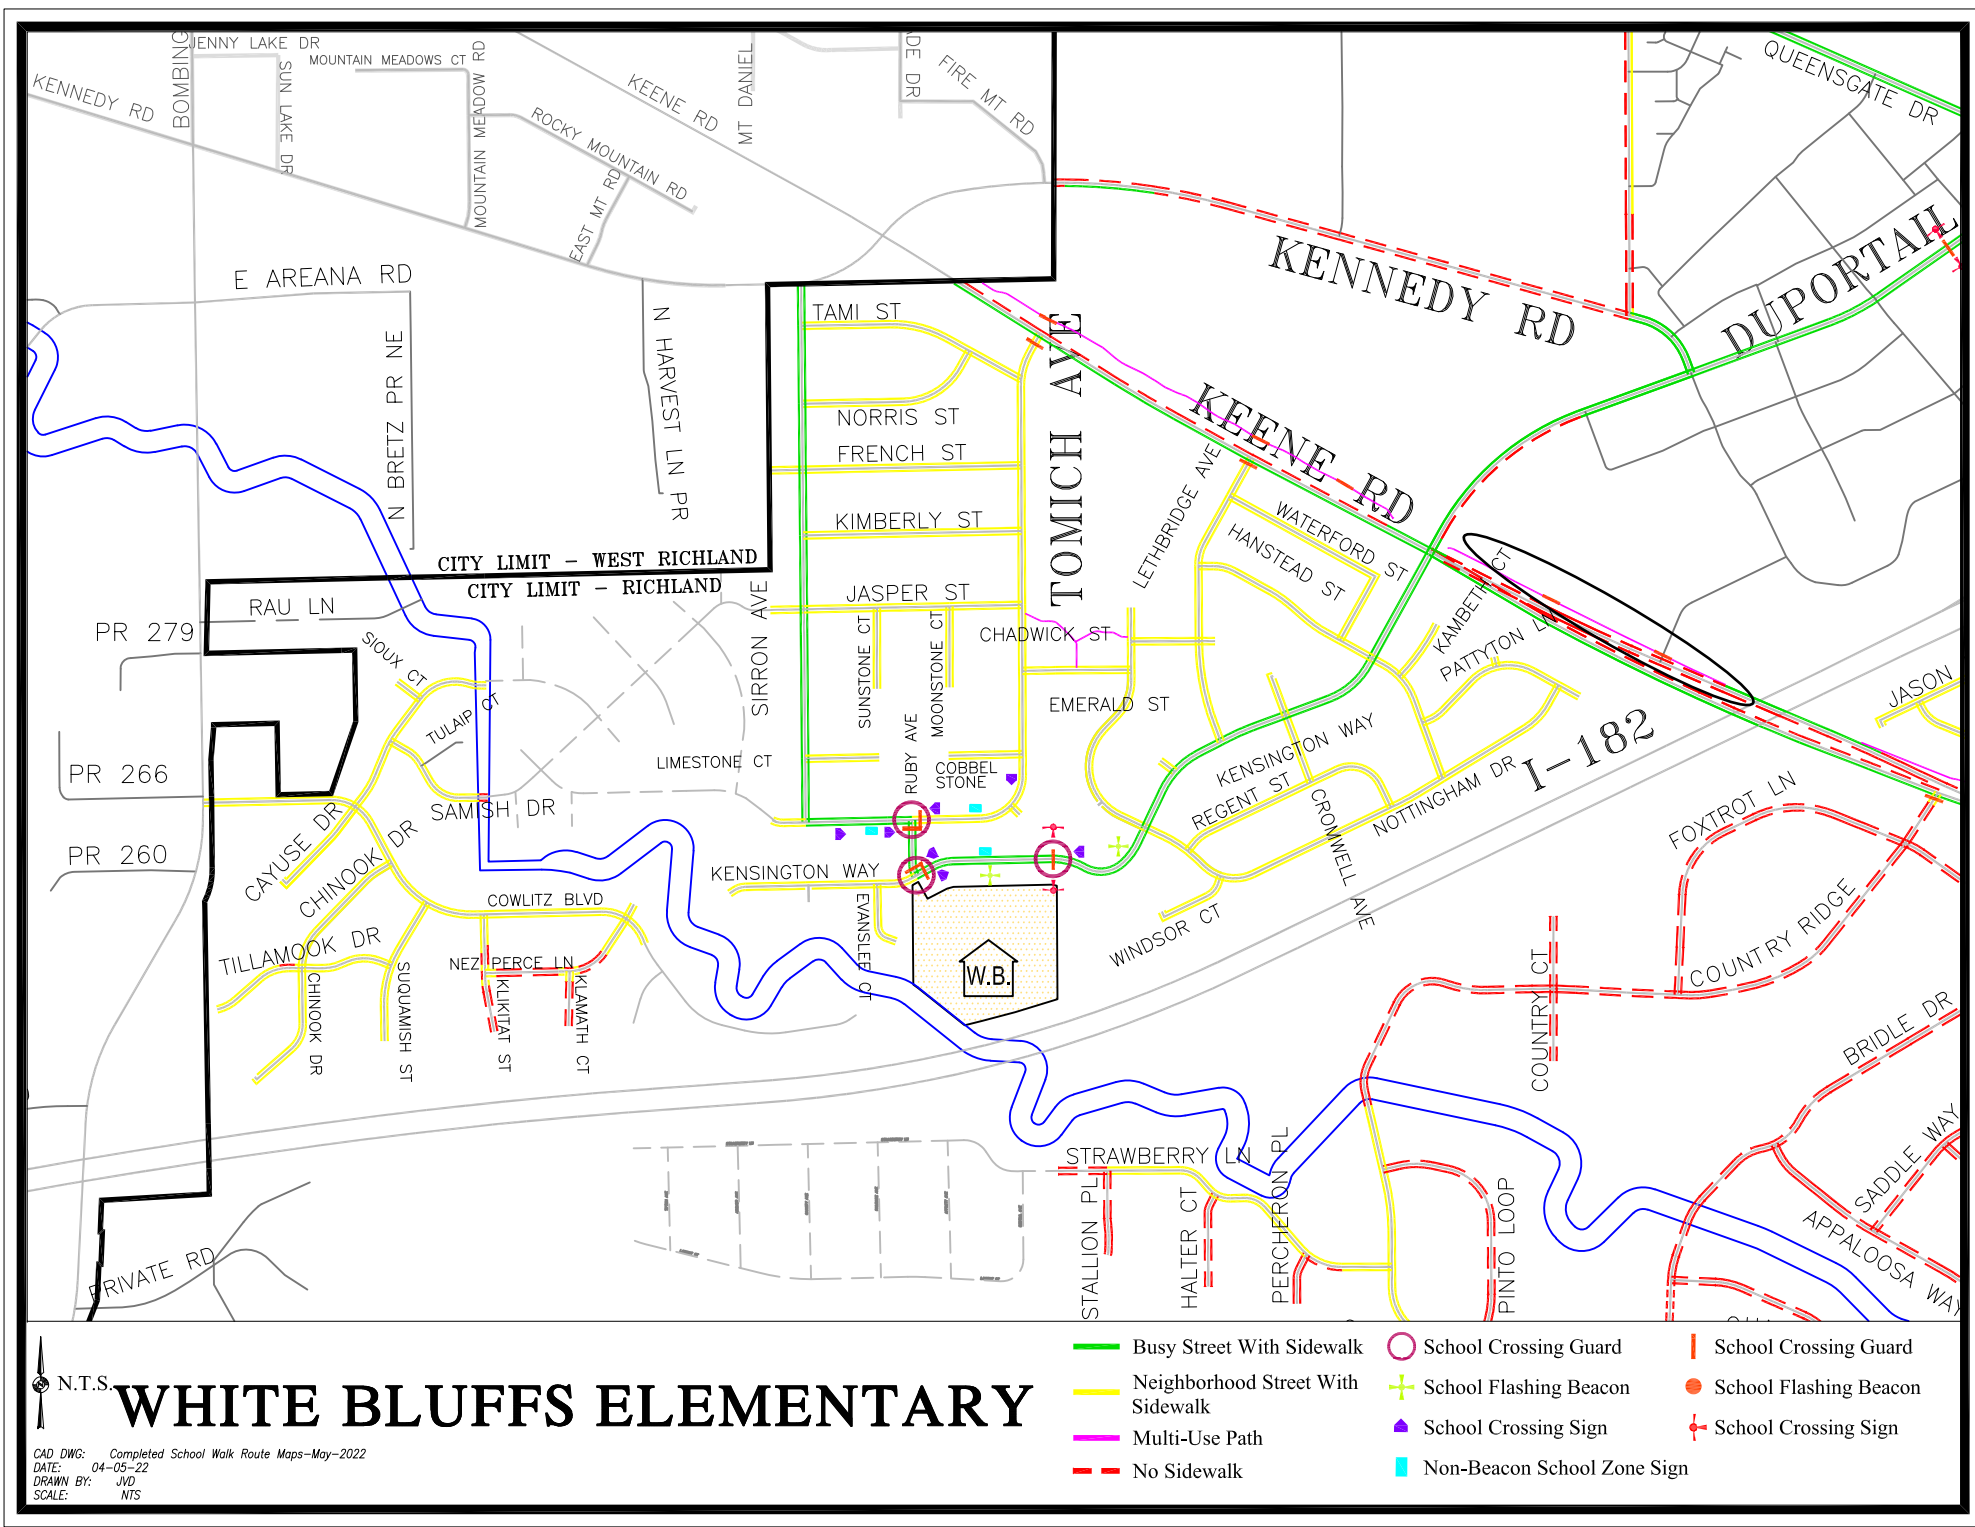 JENNY LAKE DR
MOUNTAIN MEADOWS CT
BOMBING
SUN LAKE DR
MOUNTAIN MEADOW RD
KENNEDY RD
ROCKY MOUNTAIN RD
EAST MT RD
KEENE RD
MT DANIEL
ADE DR
FIRE MT RD
QUEENSGATE DR
KENNEDY RD
DUPORTAIL
E AREANA RD
N BRETZ PR NE
N HARVEST LN PR
TAMI ST
NORRIS ST
FRENCH ST
KIMBERLY ST
JASPER ST
TOMICH AVE
KEENE RD
LETHBRIDGE AVE
WATERFORD ST
HANSTEAD ST
KAMBETH CT
PATTYTON LN
CITY LIMIT - WEST RICHLAND
CITY LIMIT - RICHLAND
RAU LN
PR 279
SIOUX CT
TULAIP CT
SIRRON AVE
SUNSTONE CT
MOONSTONE CT
CHADWICK ST
EMERALD ST
RUBY AVE
LIMESTONE CT
COBBEL
STONE
KENSINGTON WAY
REGENT ST
CROMWELL AVE
NOTTINGHAM DR
I-182
JASON
PR 266
PR 260
SAMISH DR
CAYUSE DR
CHINOOK DR
KENSINGTON WAY
EVANSLEE CT
WINDSOR CT
FOXTROT LN
COUNTRY RIDGE
COUNTRY CT
COWLITZ BLVD
TILLAMOOK DR
NEZ PERCE LN
CHINOOK DR
SUQUAMISH ST
KLIKITAT ST
KLAMATH CT
W.B.
BRIDLE DR
SADDLE WAY
APPALOOSA WAY
STRAWBERRY LN
STALLION PL
HALTER CT
PERCHERON PL
PINTO LOOP
PRIVATE RD
N.T.S.
WHITE BLUFFS ELEMENTARY
CAD DWG: Completed School Walk Route Maps-May-2022
DATE: 04-05-22
DRAWN BY: JVD
SCALE: NTS
Busy Street With Sidewalk
Neighborhood Street With
Sidewalk
Multi-Use Path
No Sidewalk
School Crossing Guard
School Flashing Beacon
School Crossing Sign
Non-Beacon School Zone Sign
School Crossing Guard
School Flashing Beacon
School Crossing Sign